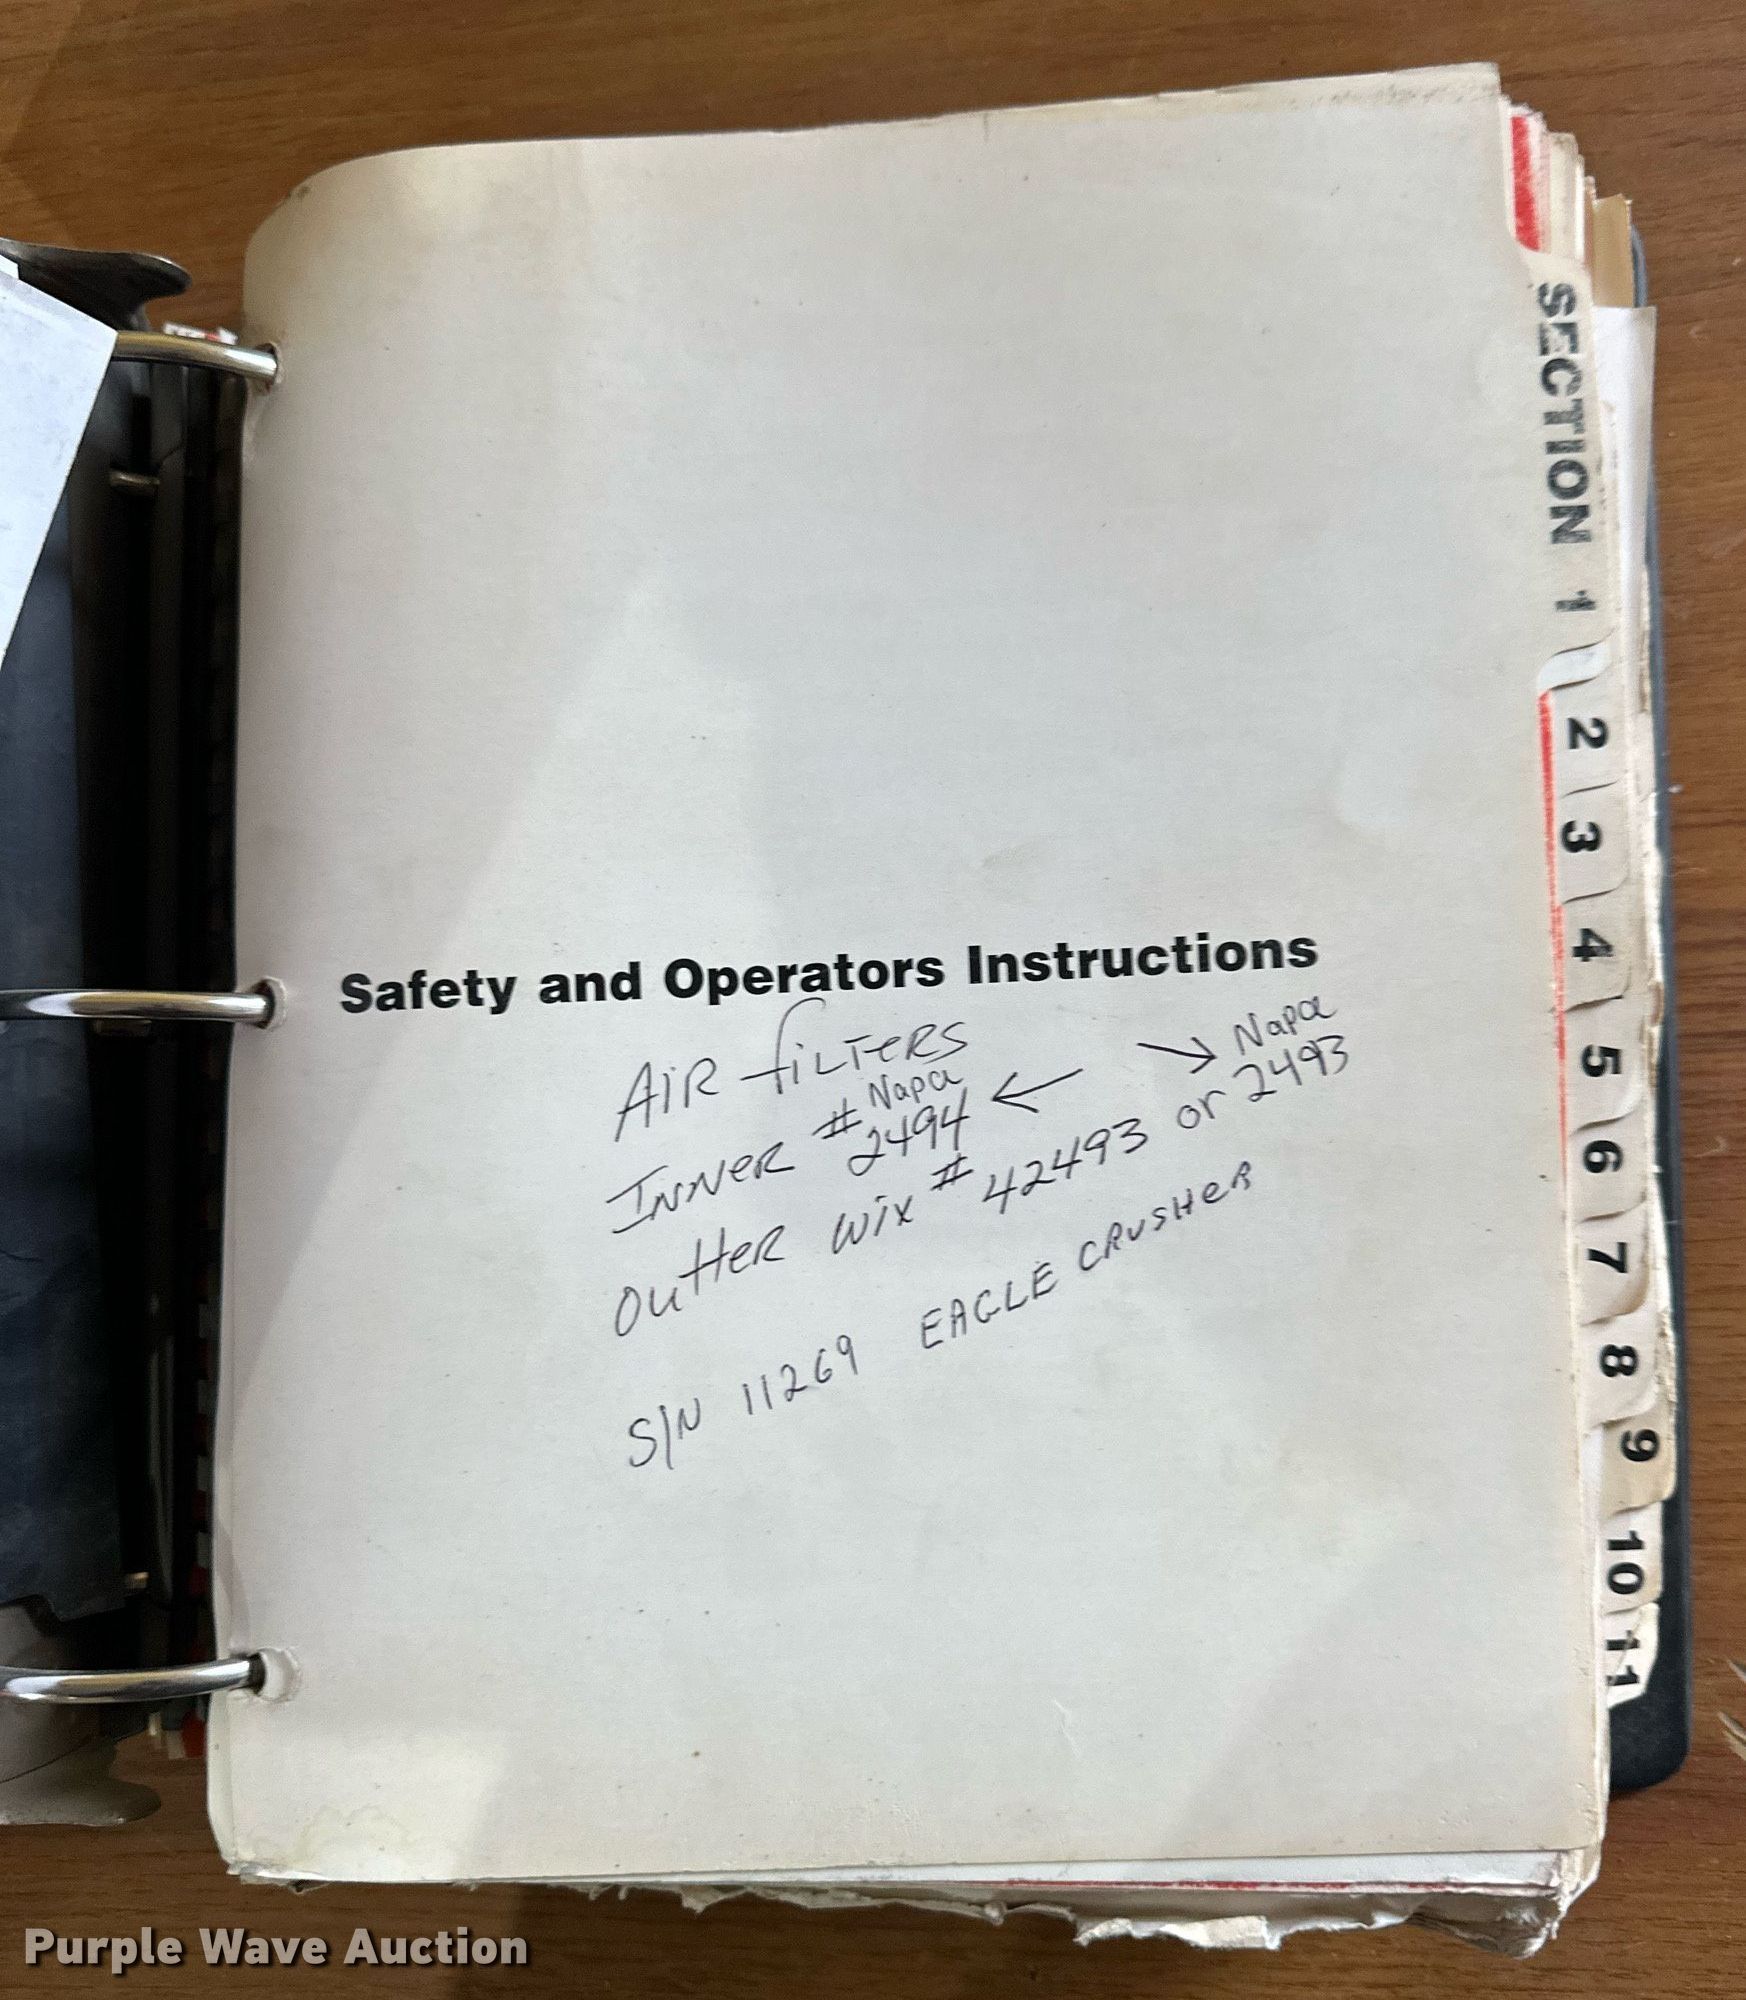 SECTION 1
2
3
4
5
6
7
8
9
10
11
Safety and Operators Instructions
AIR filTeRS
INNeR # Napa 2494 ← → Napa
OutteR Wix # 42493 or 2493
S/N 11269 EAGLE CRUSHeR
Purple Wave Auction